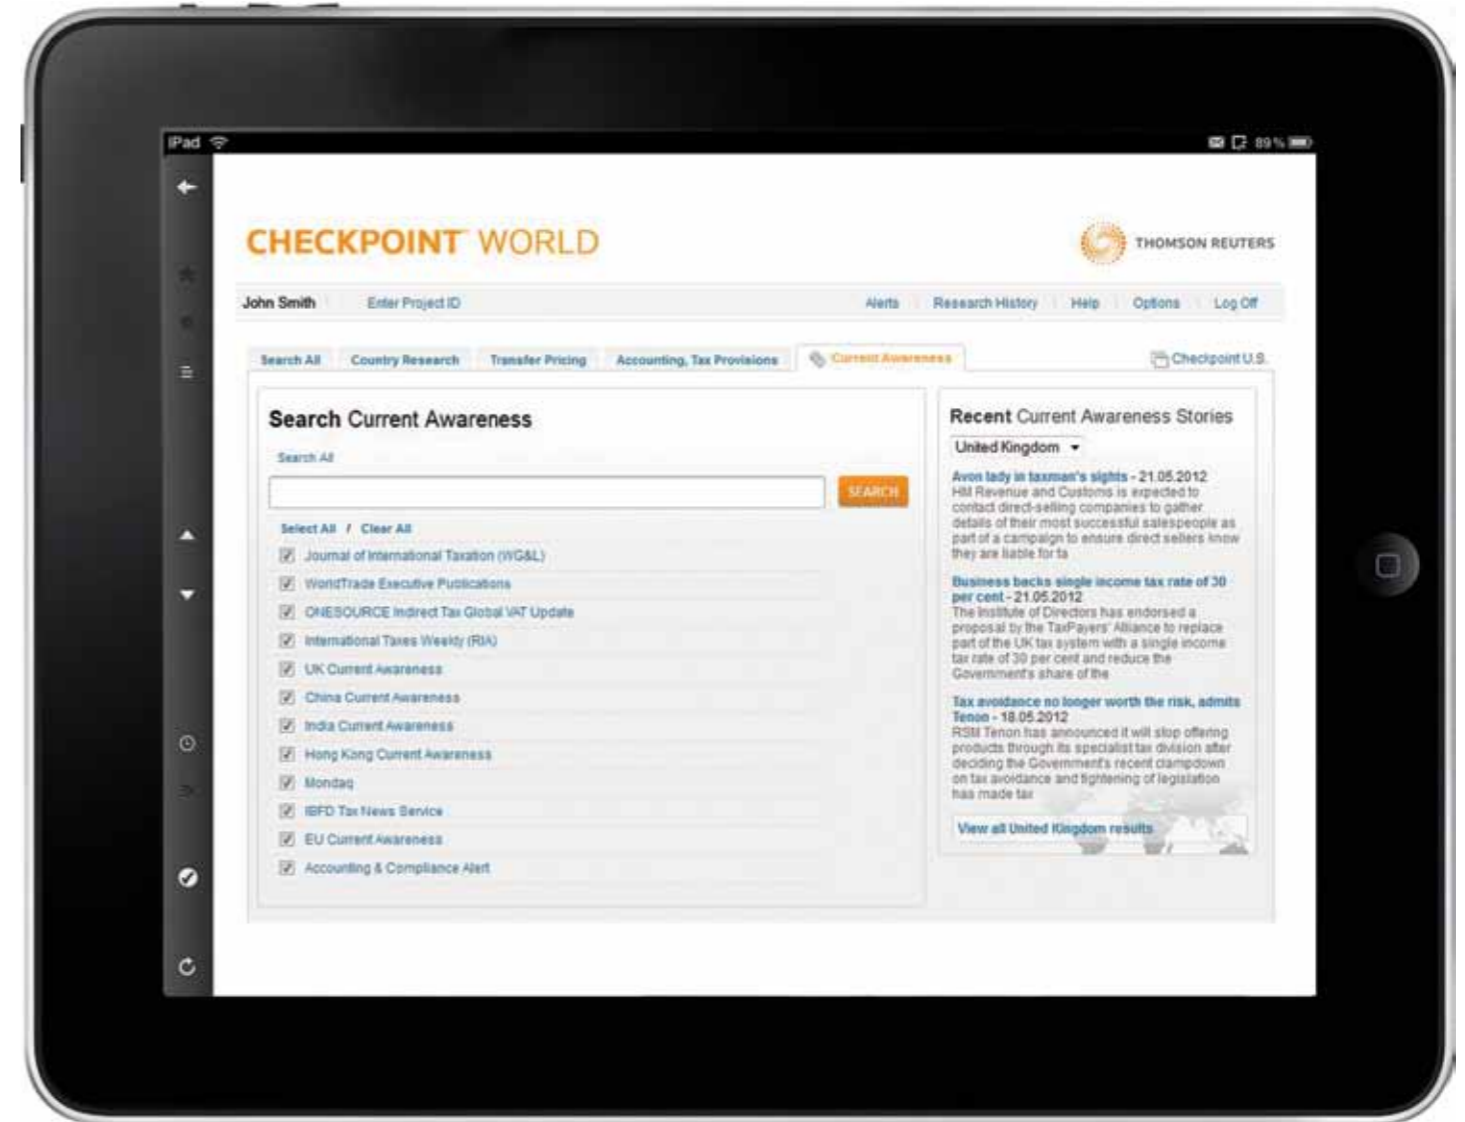 iPad
89%
CHECKPOINT™ WORLD
THOMSON REUTERS
John Smith
Enter Project ID
Alerts
Research History
Help
Options
Log Off
Search All
Country Research
Transfer Pricing
Accounting, Tax Provisions
Current Awareness
Checkpoint U.S.
Search Current Awareness
Search All
SEARCH
Select All / Clear All
Journal of International Taxation (WG&L)
WorldTrade Executive Publications
ONESOURCE Indirect Tax Global VAT Update
International Taxes Weekly (RIA)
UK Current Awareness
China Current Awareness
India Current Awareness
Hong Kong Current Awareness
Mondaq
IBFD Tax News Service
EU Current Awareness
Accounting & Compliance Alert
Recent Current Awareness Stories
United Kingdom
Avon lady in taxman's sights - 21.05.2012
HM Revenue and Customs is expected to
contact direct-selling companies to gather
details of their most successful salespeople as
part of a campaign to ensure direct sellers know
they are liable for ta
Business backs single income tax rate of 30
per cent - 21.05.2012
The Institute of Directors has endorsed a
proposal by the TaxPayers' Alliance to replace
part of the UK tax system with a single income
tax rate of 30 per cent and reduce the
Government's share of the
Tax avoidance no longer worth the risk, admits
Tenon - 18.05.2012
RSM Tenon has announced it will stop offering
products through its specialist tax division after
deciding the Government's recent clampdown
on tax avoidance and tightening of legislation
has made tax
View all United Kingdom results